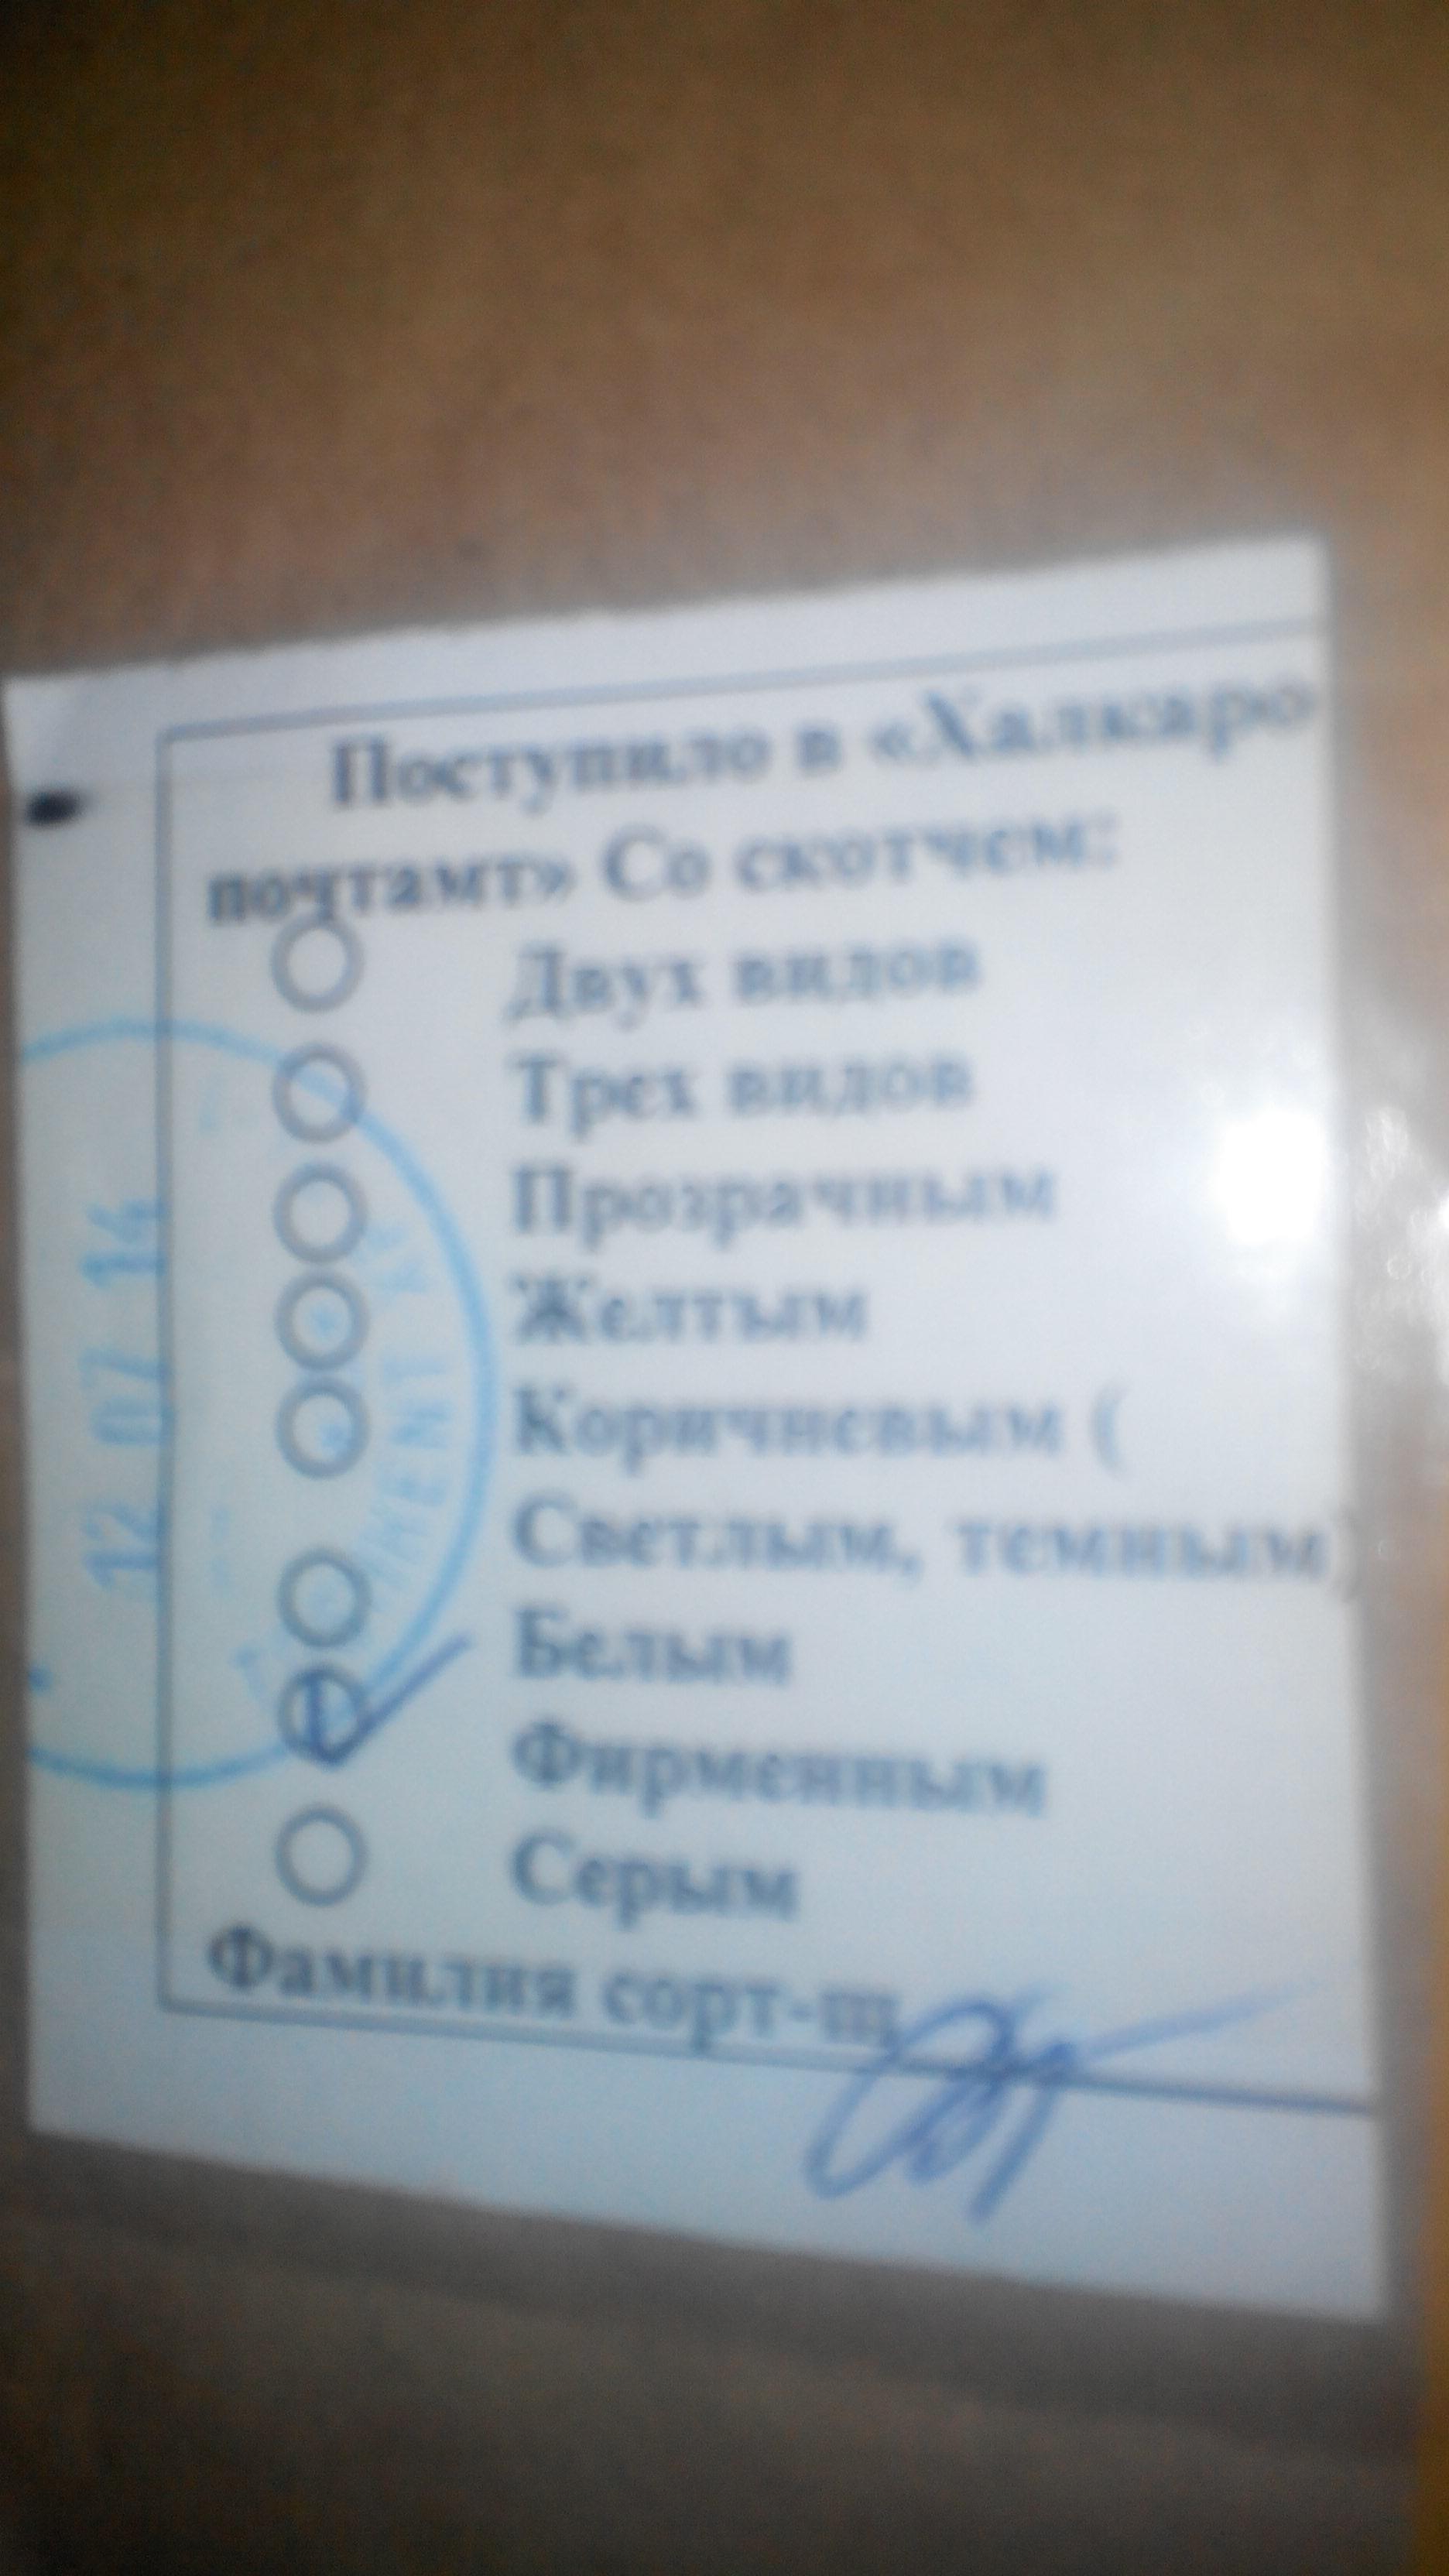 Поступило в «Халкаро
почтамт» Со скотчем:
Двух видов
Трех видов
Прозрачным
Желтым
Коричневым (
Светлым, темным)
Белым
Фирменным
Серым
Фамилия сорт-щ
12 07 16